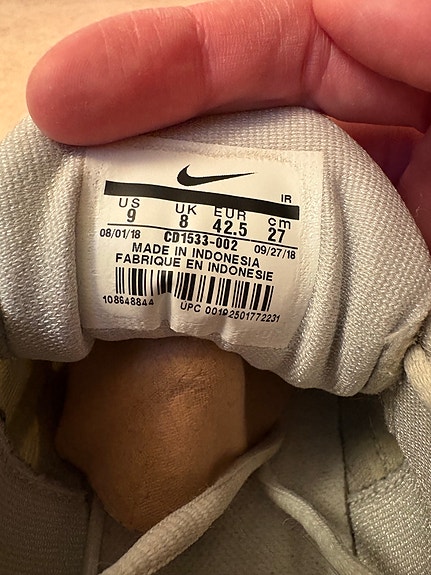 IR
US UK EUR cm
9 8 42.5 27
08/01/18 CD1533-002 09/27/18
MADE IN INDONESIA
FABRIQUE EN INDONESIE
108648844 UPC 00192501772231